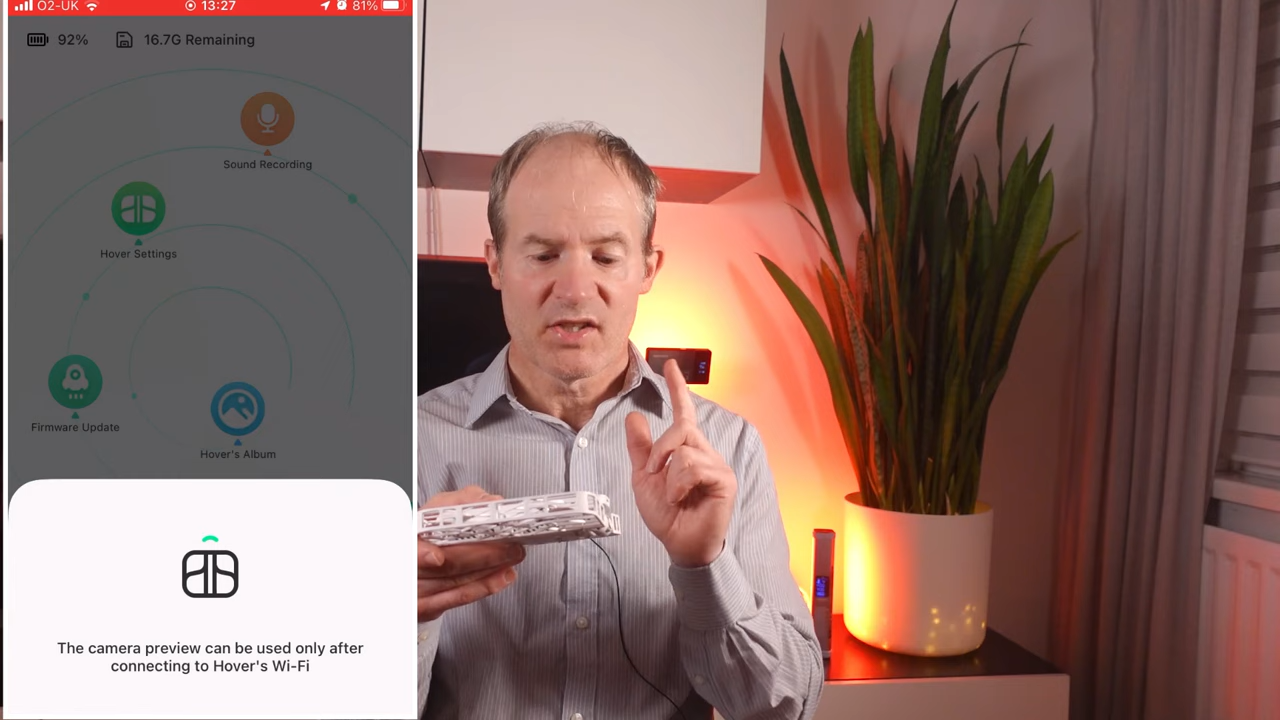 O2-UK 13:27 81%
92% 16.7G Remaining
Sound Recording
Hover Settings
Firmware Update
Hover's Album
The camera preview can be used only after
connecting to Hover's Wi-Fi